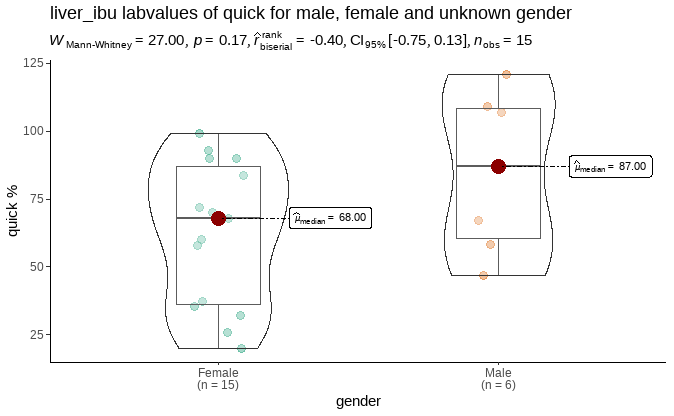 liver_ibu labvalues of quick for male, female and unknown gender
W Mann-Whitney = 27.00, p = 0.17, r̂ rank biserial = -0.40, CI95% [-0.75, 0.13], nobs = 15
125
100
75
50
25
quick %
μ̂median = 68.00
μ̂median = 87.00
Female
(n = 15)
Male
(n = 6)
gender